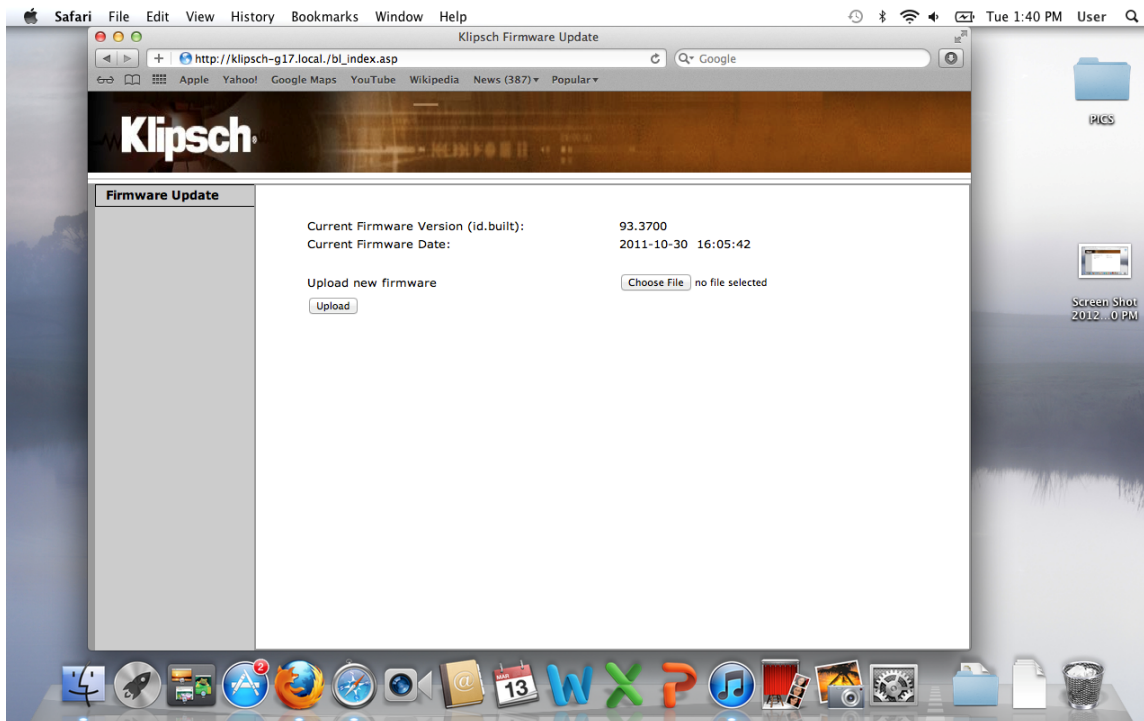 Safari File Edit View History Bookmarks Window Help
Tue 1:40 PM User
Klipsch Firmware Update
http://klipsch-g17.local./bl_index.asp
Google
Apple Yahoo! Google Maps YouTube Wikipedia News (387) Popular
Klipsch
Firmware Update
Current Firmware Version (id.built): 93.3700
Current Firmware Date: 2011-10-30 16:05:42
Upload new firmware Choose File no file selected
Upload
PICS
Screen Shot
2012...0 PM
2
MAR
13